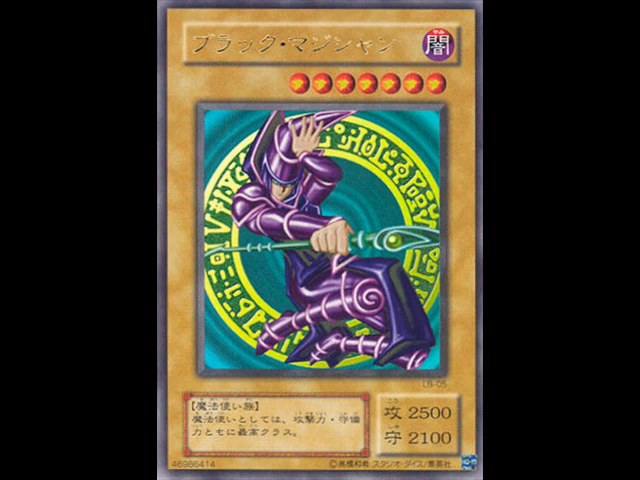 ブラック・マジシャン
闇
LB-05
【魔法使い族】
魔法使いとしては、攻撃力・守備
力ともに最高クラス。
攻 2500
守 2100
46986414
©高橋和希 スタジオ・ダイス/集英社